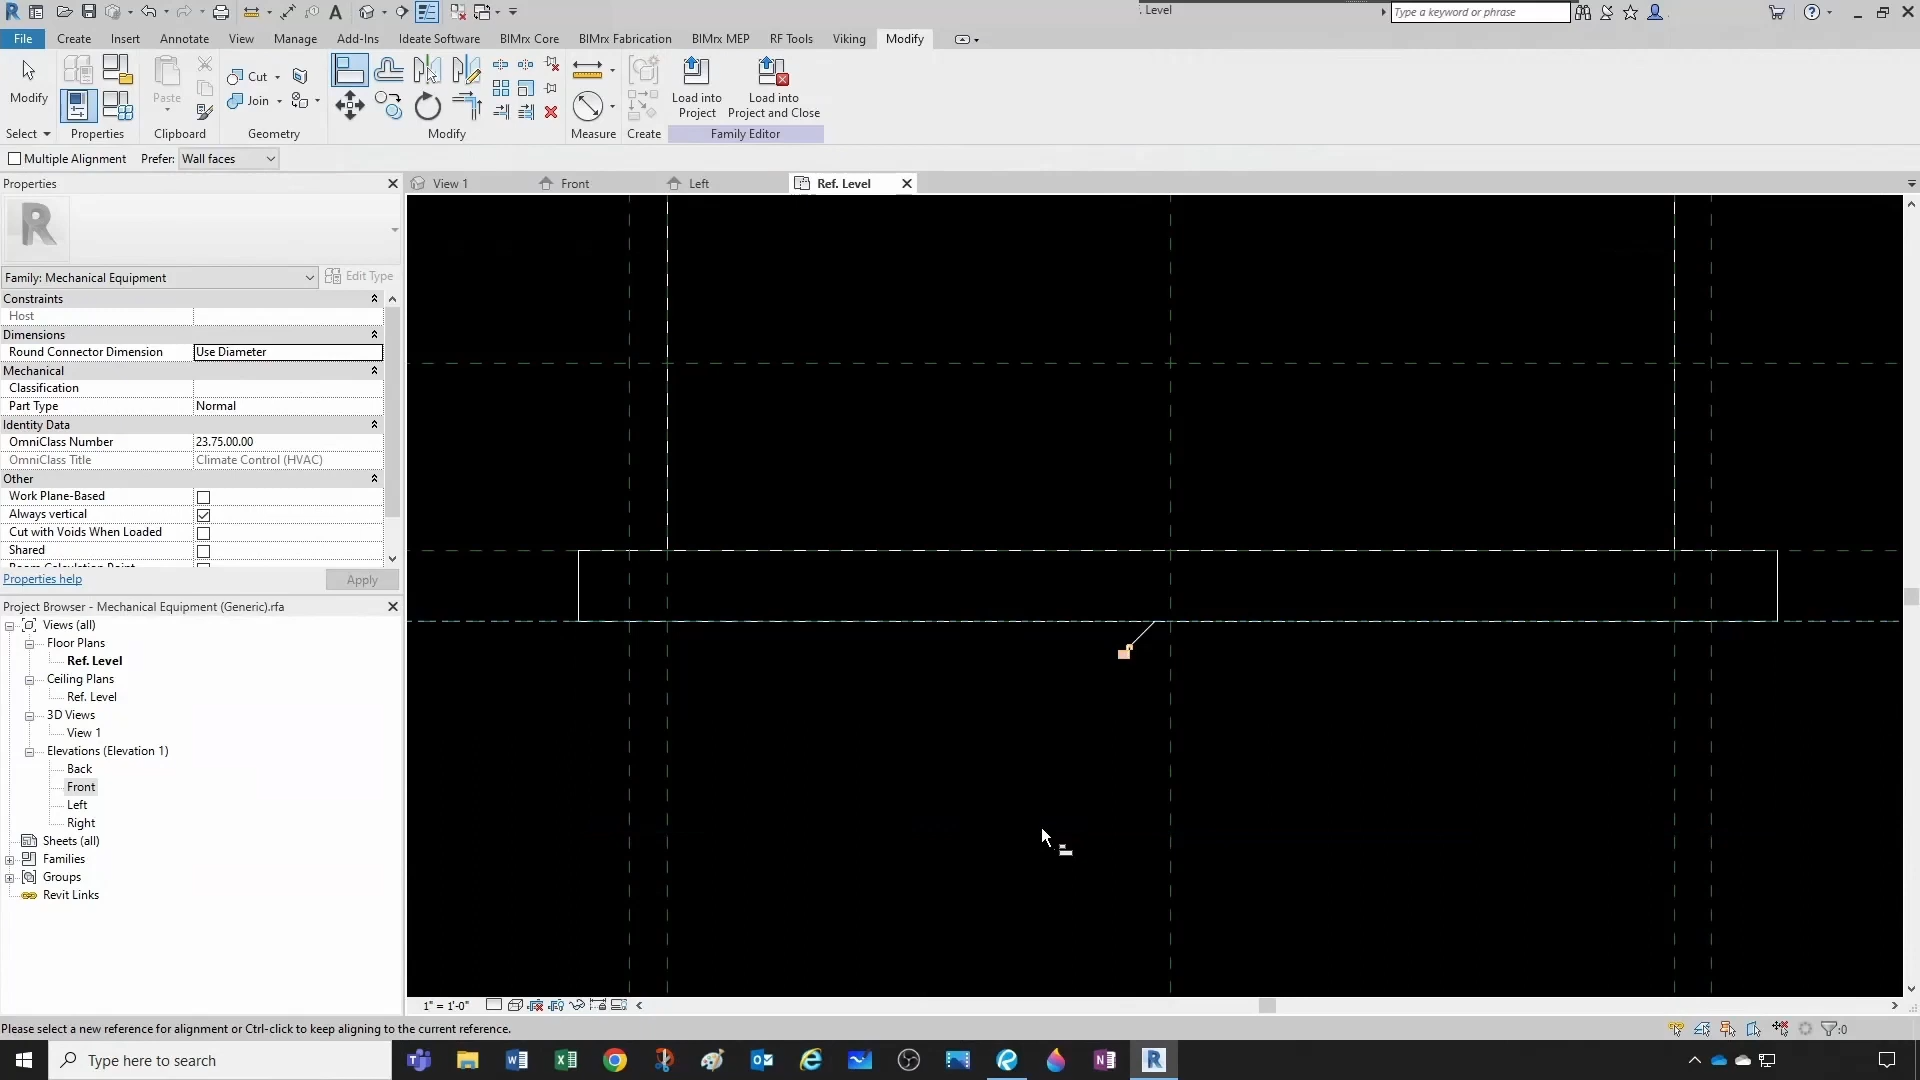 Level
Type a keyword or phrase
File
Create
Insert
Annotate
View
Manage
Add-Ins
Ideate Software
BIMrx Core
BIMrx Fabrication
BIMrx MEP
RF Tools
Viking
Modify
Modify
Paste
Cut
Join
Load into
Project
Load into
Project and Close
Select
Properties
Clipboard
Geometry
Modify
Measure
Create
Family Editor
Multiple Alignment
Prefer:
Wall faces
Properties
View 1
Front
Left
Ref. Level
Family: Mechanical Equipment
Edit Type
Constraints
Host
Dimensions
Round Connector Dimension
Use Diameter
Mechanical
Classification
Part Type
Normal
Identity Data
OmniClass Number
23.75.00.00
OmniClass Title
Climate Control (HVAC)
Other
Work Plane-Based
Always vertical
Cut with Voids When Loaded
Shared
Properties help
Apply
Project Browser - Mechanical Equipment (Generic).rfa
Views (all)
Floor Plans
Ref. Level
Ceiling Plans
Ref. Level
3D Views
View 1
Elevations (Elevation 1)
Back
Front
Left
Right
Sheets (all)
Families
Groups
Revit Links
1" = 1'-0"
Please select a new reference for alignment or Ctrl-click to keep aligning to the current reference.
:0
Type here to search